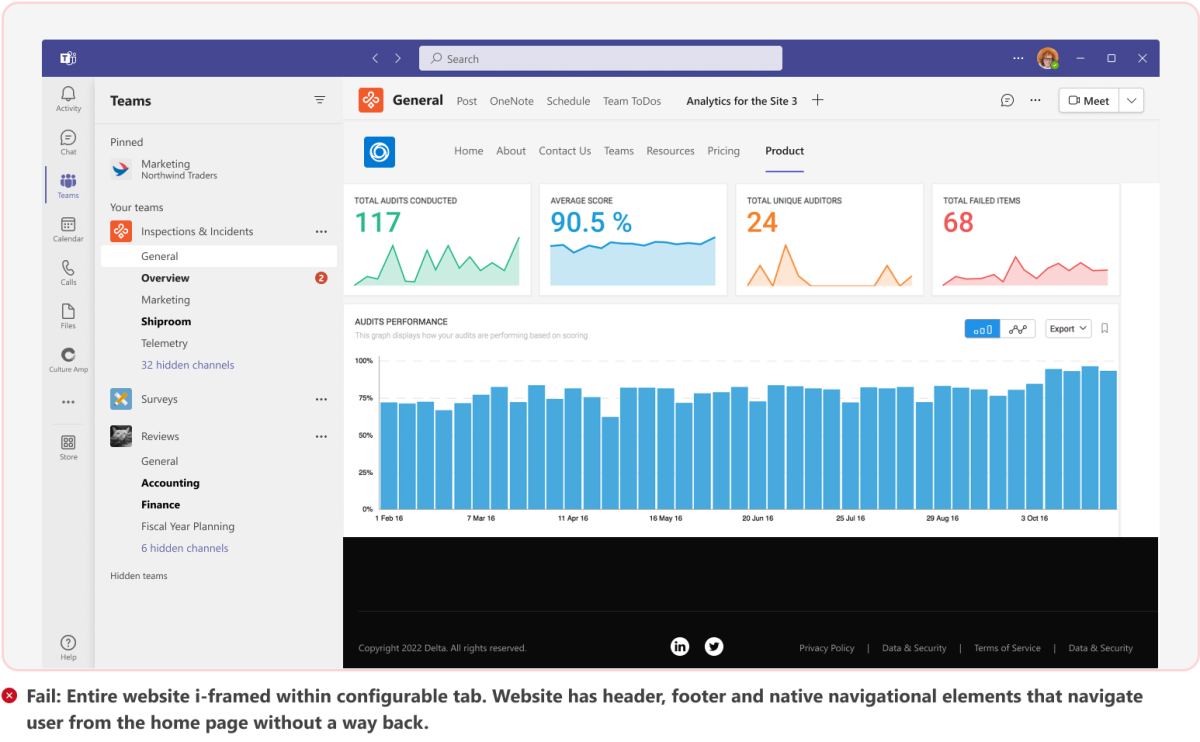 Search
Activity
Chat
Teams
Calendar
Calls
Files
Culture Amp
Store
Help
Teams
Pinned
Marketing
Northwind Traders
Your teams
Inspections & Incidents
General
Overview 2
Marketing
Shiproom
Telemetry
32 hidden channels
Surveys
Reviews
General
Accounting
Finance
Fiscal Year Planning
6 hidden channels
Hidden teams
General Post OneNote Schedule Team ToDos Analytics for the Site 3 Meet
Home About Contact Us Teams Resources Pricing Product
TOTAL AUDITS CONDUCTED
117
AVERAGE SCORE
90.5 %
TOTAL UNIQUE AUDITORS
24
TOTAL FAILED ITEMS
68
AUDITS PERFORMANCE
This graph displays how your audits are performing based on scoring
Export
100%
75%
50%
25%
0%
1 Feb 16 7 Mar 16 11 Apr 16 16 May 16 20 Jun 16 25 Jul 16 29 Aug 16 3 Oct 16
Copyright 2022 Delta. All rights reserved. in Privacy Policy | Data & Security | Terms of Service | Data & Security
Fail: Entire website i-framed within configurable tab. Website has header, footer and native navigational elements that navigate
user from the home page without a way back.